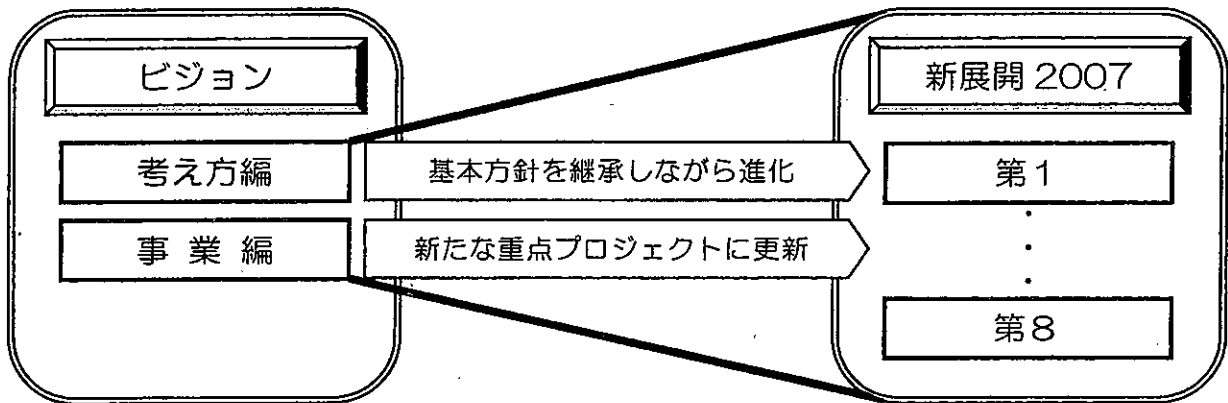 ビジョン
考え方編
事業編
基本方針を継承しながら進化
新たな重点プロジェクトに更新
新展開 2007
第1
・
・
・
第8